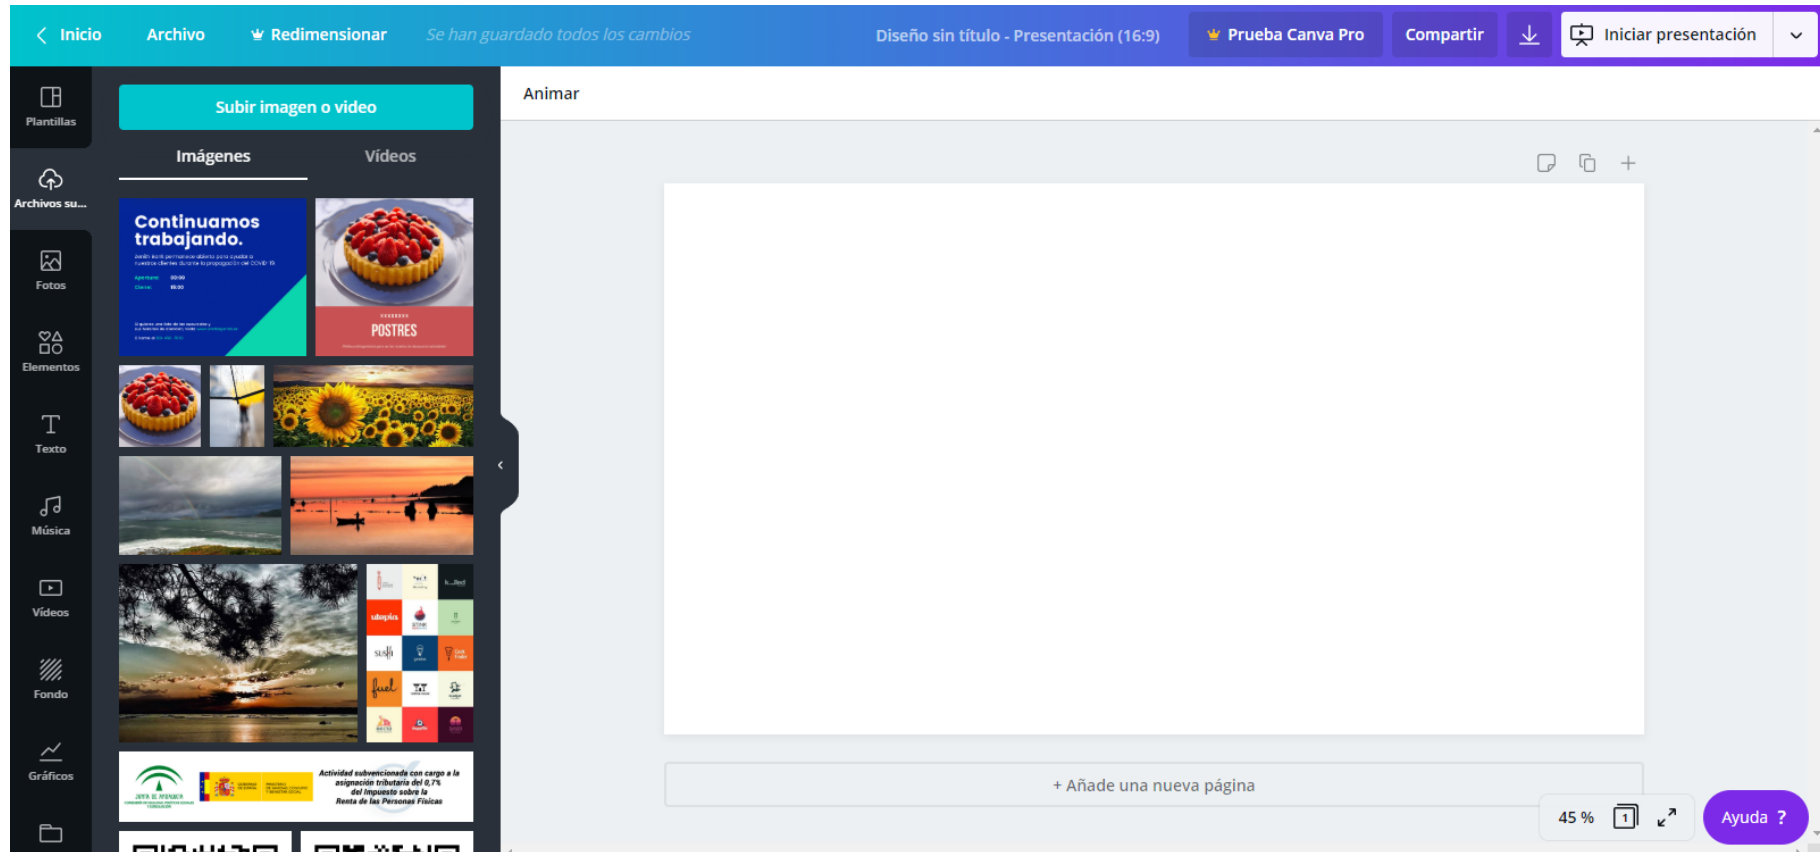 Inicio
Archivo
Redimensionar
Se han guardado todos los cambios
Diseño sin título - Presentación (16:9)
Prueba Canva Pro
Compartir
Iniciar presentación
Plantillas
Archivos su...
Fotos
Elementos
Texto
Música
Vídeos
Fondo
Gráficos
Subir imagen o video
Imágenes
Vídeos
Continuamos
trabajando.
POSTRES
utopia
sushi
fuel
Actividad subvencionada con cargo a la
asignación tributaria del 0,7%
del Impuesto sobre la
Renta de las Personas Físicas
Animar
+ Añade una nueva página
45 %
1
Ayuda ?